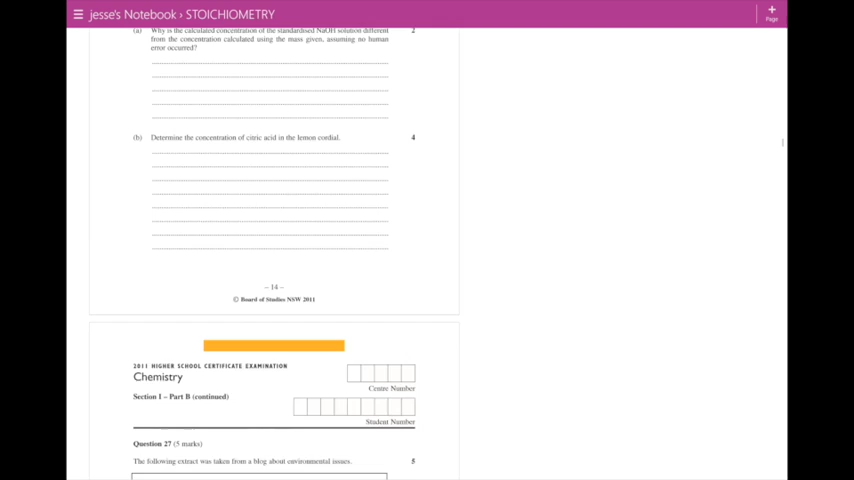 jesse's Notebook › STOICHIOMETRY
Page
(a) Why is the calculated concentration of the standardised NaOH solution different 2
from the concentration calculated using the mass given, assuming no human
error occurred?
(b) Determine the concentration of citric acid in the lemon cordial. 4
– 14 –
© Board of Studies NSW 2011
2011 HIGHER SCHOOL CERTIFICATE EXAMINATION
Chemistry
Centre Number
Section I – Part B (continued)
Student Number
Question 27 (5 marks)
The following extract was taken from a blog about environmental issues. 5